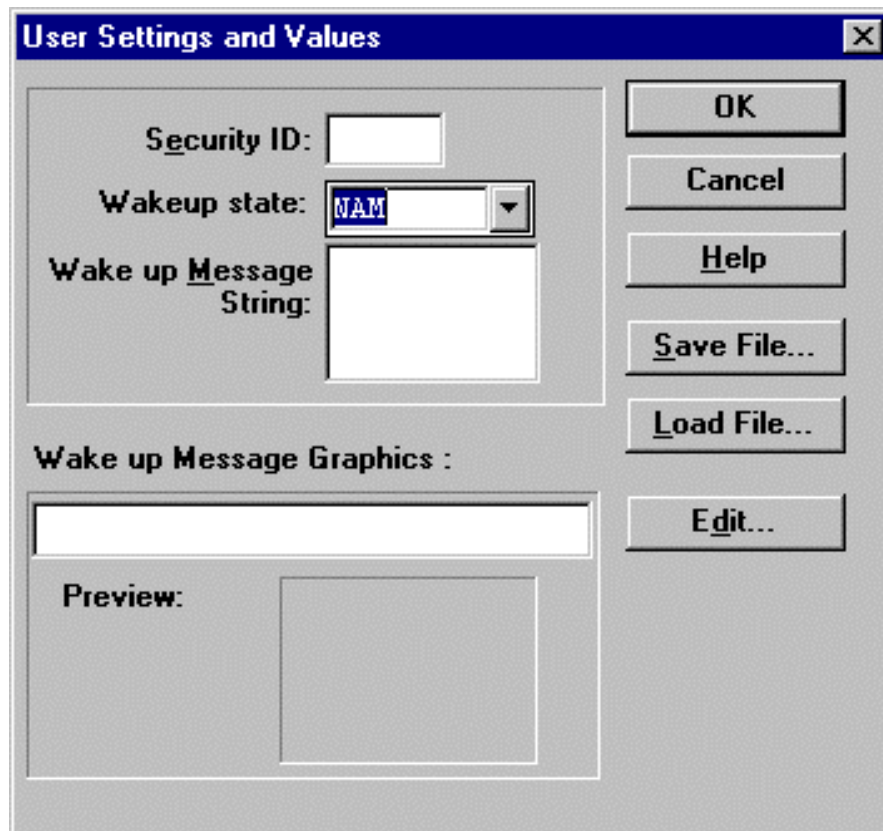 User Settings and Values
Security ID:
Wakeup state: NAM
Wake up Message
String:
OK
Cancel
Help
Save File...
Load File...
Wake up Message Graphics :
Edit...
Preview: